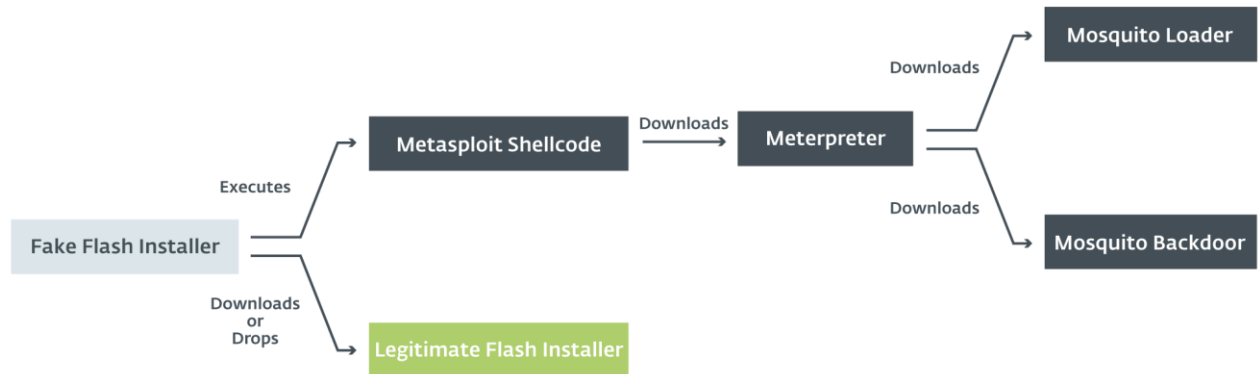 Mosquito Loader
Downloads
Metasploit Shellcode
Downloads
Meterpreter
Executes
Downloads
Fake Flash Installer
Mosquito Backdoor
Downloads
or
Drops
Legitimate Flash Installer